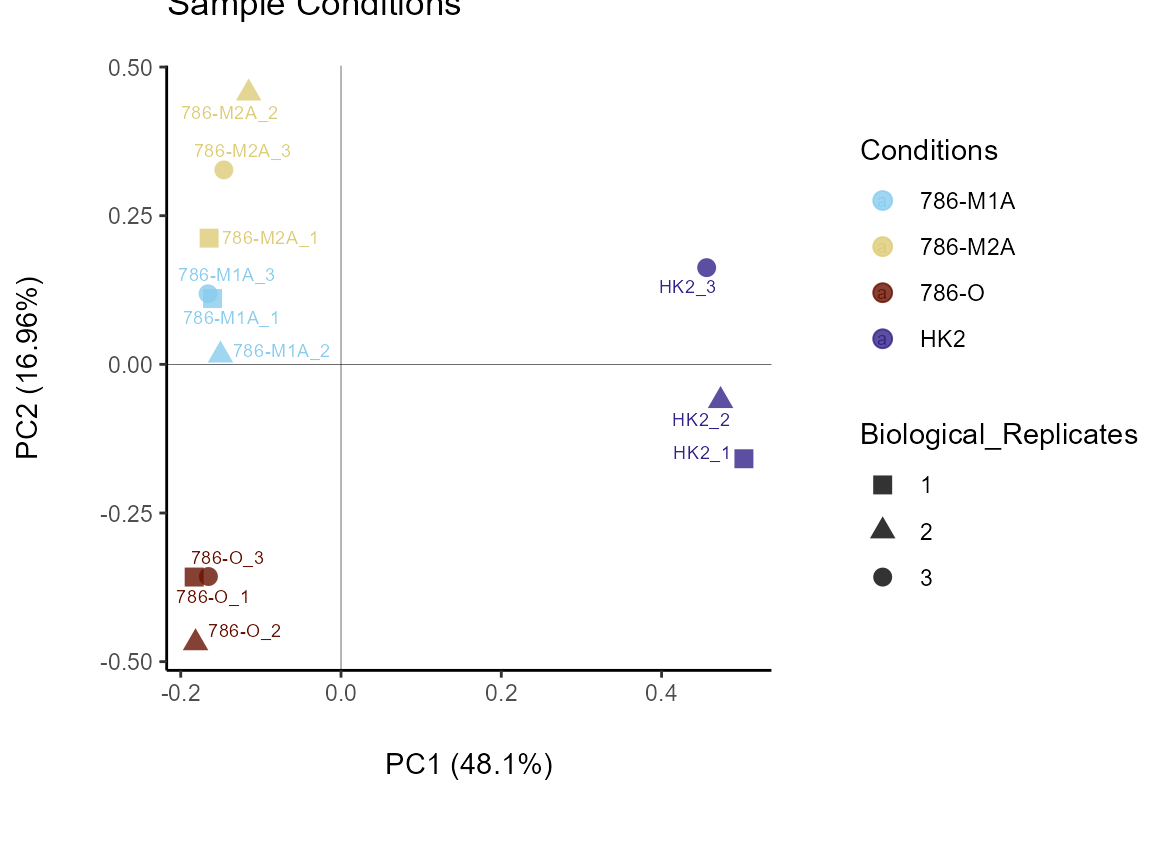 Sample Conditions
0.50
0.25
0.00
-0.25
-0.50
PC2 (16.96%)
786-M2A_2
786-M2A_3
786-M2A_1
786-M1A_3
786-M1A_1
786-M1A_2
HK2_3
HK2_2
HK2_1
786-O_3
786-O_1
786-O_2
-0.2 0.0 0.2 0.4
PC1 (48.1%)
Conditions
a 786-M1A
a 786-M2A
a 786-O
a HK2
Biological_Replicates
1
2
3